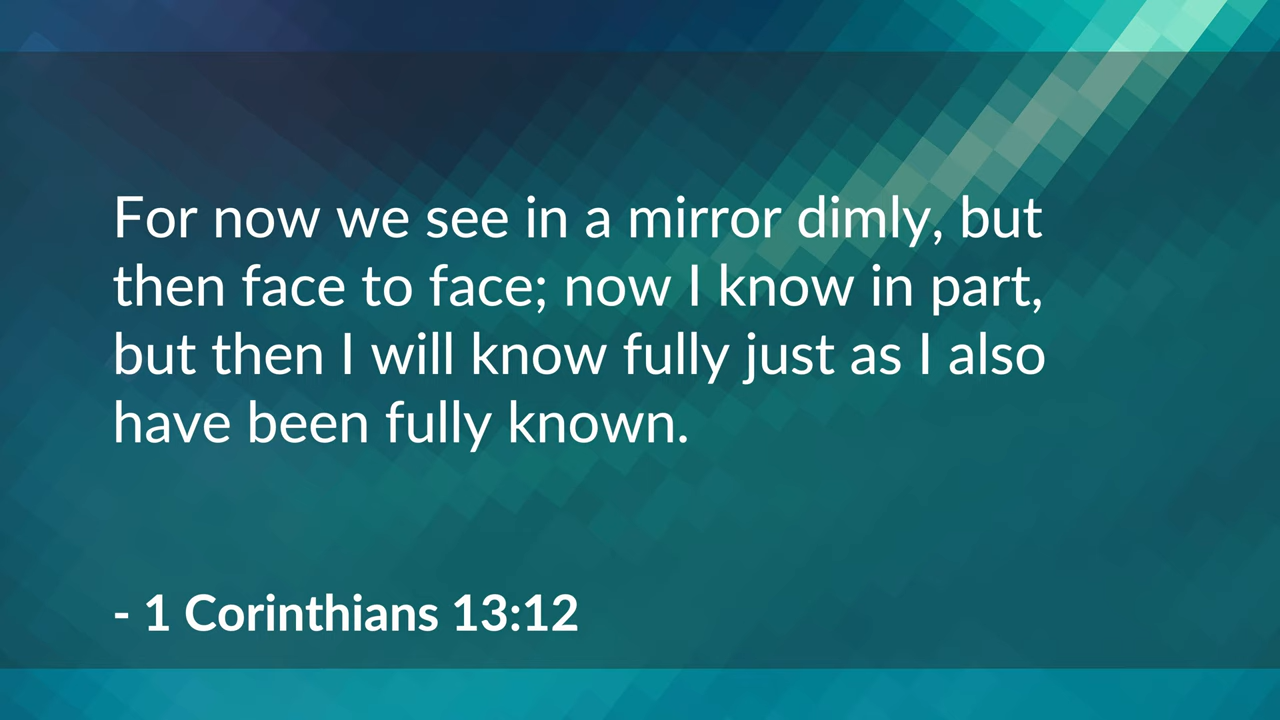 For now we see in a mirror dimly, but
then face to face; now I know in part,
but then I will know fully just as I also
have been fully known.
- 1 Corinthians 13:12